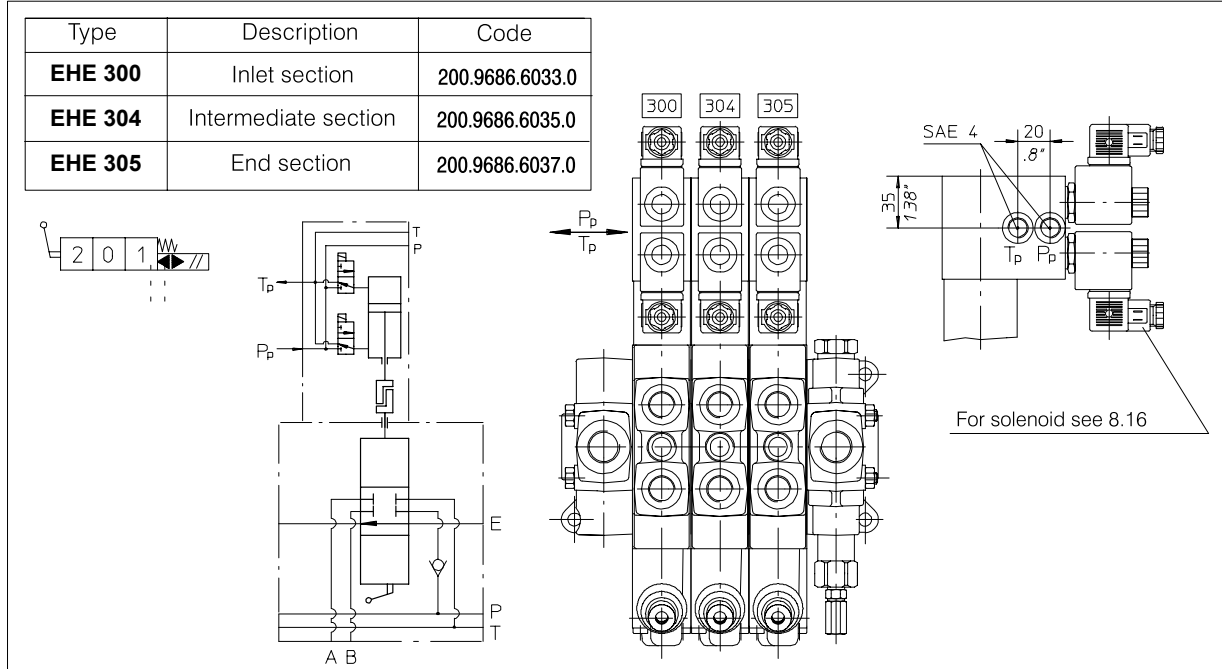 Type Description Code
EHE 300 Inlet section 200.9686.6033.0
EHE 304 Intermediate section 200.9686.6035.0
EHE 305 End section 200.9686.6037.0
300 304 305
SAE 4 20
.8"
35
1.38"
Tp Pp
Pp
Tp
2 0 1
T
P
Tp
Pp
For solenoid see 8.16
E
P
T
A B